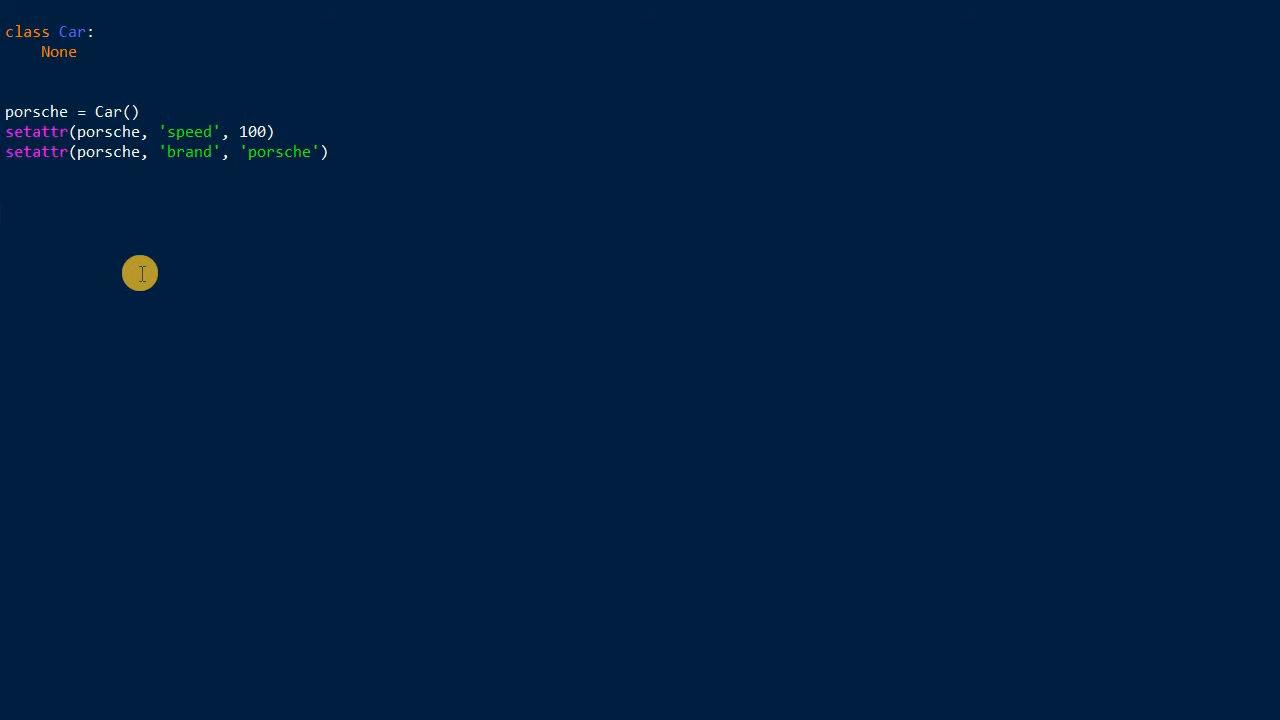 class Car:
    None
porsche = Car()
setattr(porsche, 'speed', 100)
setattr(porsche, 'brand', 'porsche')